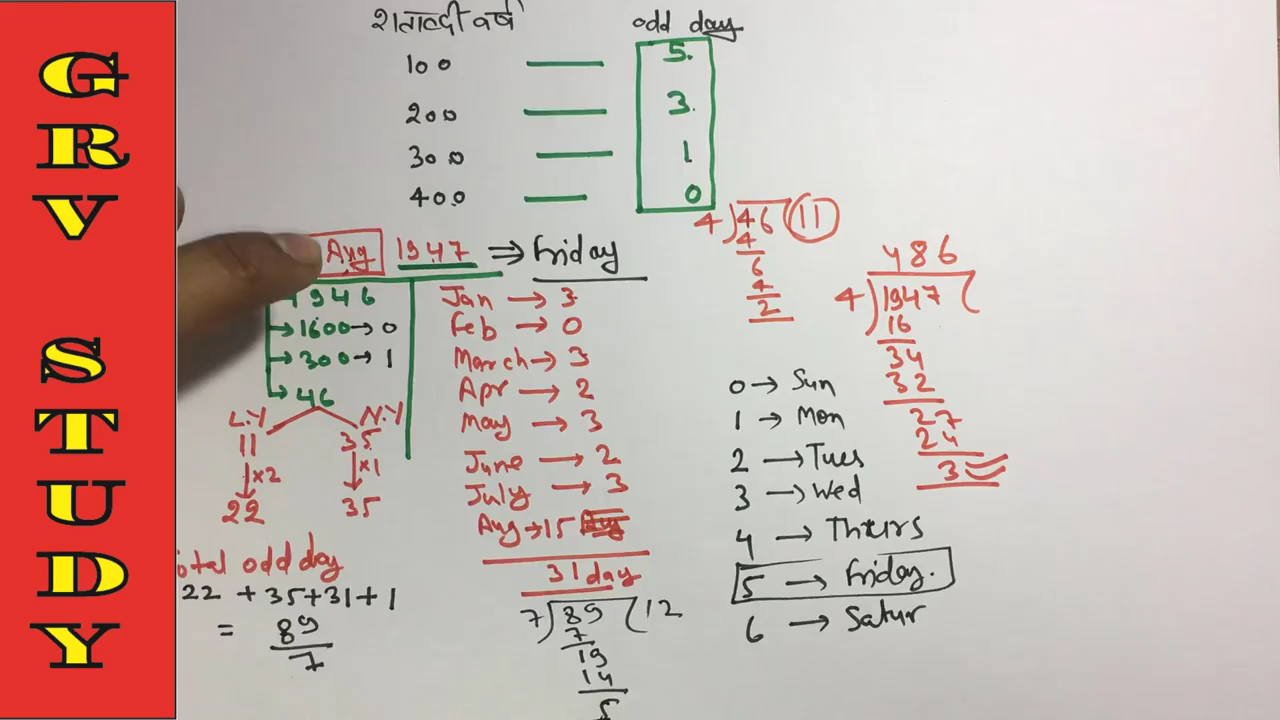 GRV STUDY
शताब्दी वर्ष odd day
100 — 5.
200 — 3.
300 — 1
400 — 0
Aug 1947 ⇒ Friday
1946
→ 1600 → 0
→ 300 → 1
→ 46
L.Y N.Y
11 35
↓×2 ↓×1
22 35
otal odd day
22 + 35 + 31 + 1
= 89
7
Jan → 3
Feb → 0
March → 3
Apr → 2
May → 3
June → 2
July → 3
Aug → 15
31 day
7)89(12
7
19
14
5
4)46 11
4
6
4
2
486
4)1947(
16
34
32
27
24
3
0 → Sun
1 → Mon
2 → Tues
3 → Wed
4 → Thurs
5 → Friday.
6 → Satur